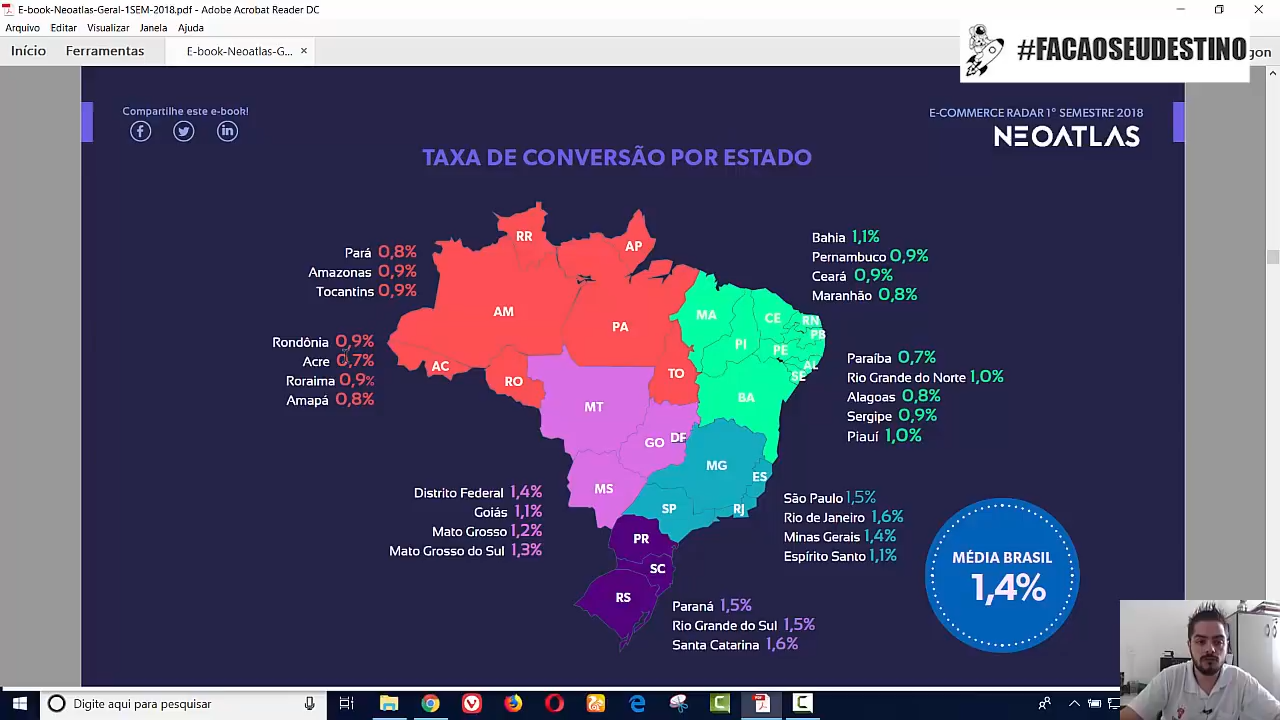 E-book-Neoatlas-Geral-1SEM-2018.pdf - Adobe Acrobat Reader DC
Arquivo Editar Visualizar Janela Ajuda
#FACAOSEUDESTINO
Início Ferramentas E-book-Neoatlas-G... ×
Compartilhe este e-book!
E-COMMERCE RADAR 1° SEMESTRE 2018
NEOATLAS
TAXA DE CONVERSÃO POR ESTADO
Pará 0,8%
Amazonas 0,9%
Tocantins 0,9%
Rondônia 0,9%
Acre 0,7%
Roraima 0,9%
Amapá 0,8%
RR
AP
AM
PA
AC
RO
TO
MA
CE
RN
PB
PI
PE
AL
SE
BA
MT
GO
DF
MS
MG
ES
SP
RJ
PR
SC
RS
Bahia 1,1%
Pernambuco 0,9%
Ceará 0,9%
Maranhão 0,8%
Paraíba 0,7%
Rio Grande do Norte 1,0%
Alagoas 0,8%
Sergipe 0,9%
Piauí 1,0%
Distrito Federal 1,4%
Goiás 1,1%
Mato Grosso 1,2%
Mato Grosso do Sul 1,3%
São Paulo 1,5%
Rio de Janeiro 1,6%
Minas Gerais 1,4%
Espírito Santo 1,1%
Paraná 1,5%
Rio Grande do Sul 1,5%
Santa Catarina 1,6%
MÉDIA BRASIL
1,4%
Digite aqui para pesquisar